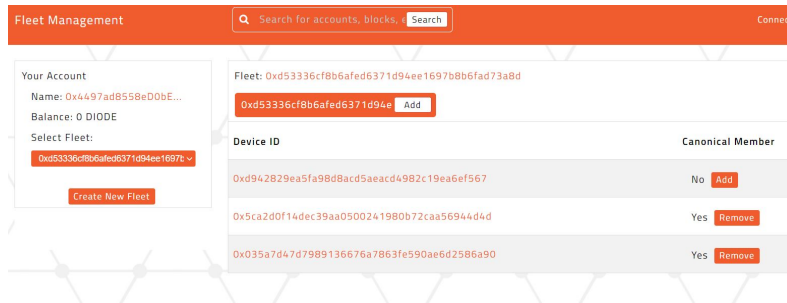 Fleet Management
Search for accounts, blocks, Search
Connec
Your Account
Name: 0x4497ad8558eD0bE...
Balance: 0 DIODE
Select Fleet:
0xd53336cf8b6afed6371d94ee1697b
Create New Fleet
Fleet: 0xd53336cf8b6afed6371d94ee1697b8b6fad73a8d
0xd53336cf8b6afed6371d94e Add
Device ID Canonical Member
0xd942829ea5fa98d8acd5aeacd4982c19ea6ef567 No Add
0x5ca2d0f14dec39aa0500241980b72caa56944d4d Yes Remove
0x035a7d47d7989136676a7863fe590ae6d2586a90 Yes Remove